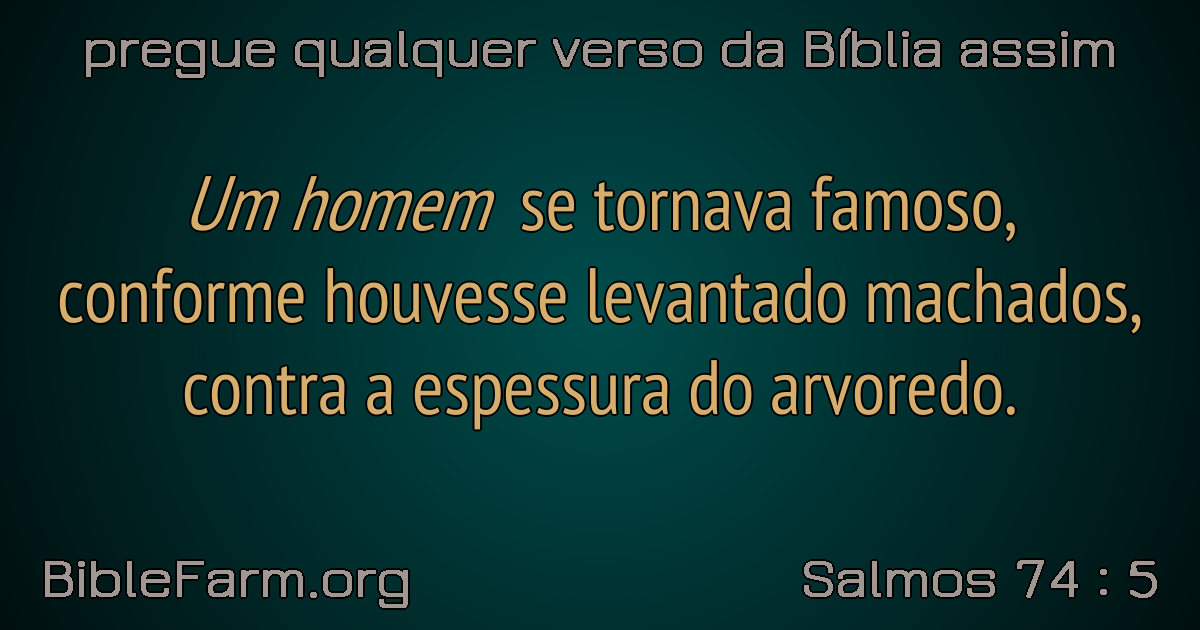 pregue qualquer verso da Bíblia assim
Um homem se tornava famoso,
conforme houvesse levantado machados,
contra a espessura do arvoredo.
BibleFarm.org
Salmos 74 : 5